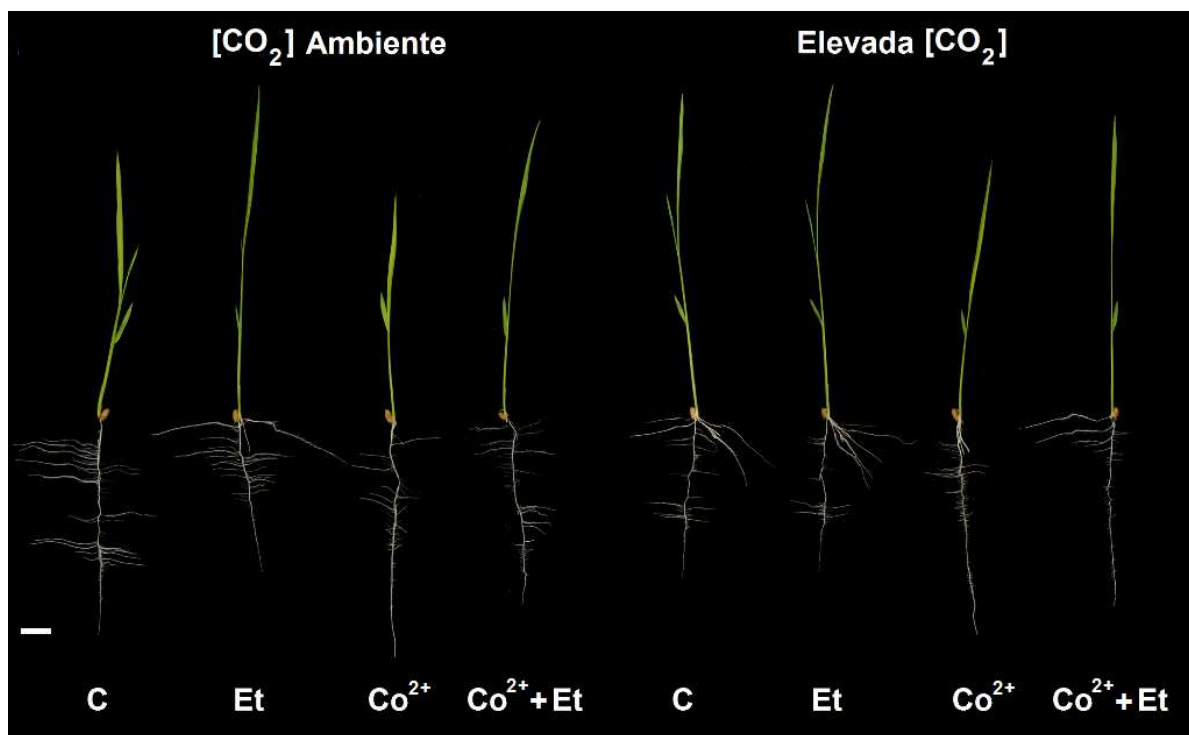 [CO₂] Ambiente
Elevada [CO₂]
C Et Co²⁺ Co²⁺+Et C Et Co²⁺ Co²⁺+Et